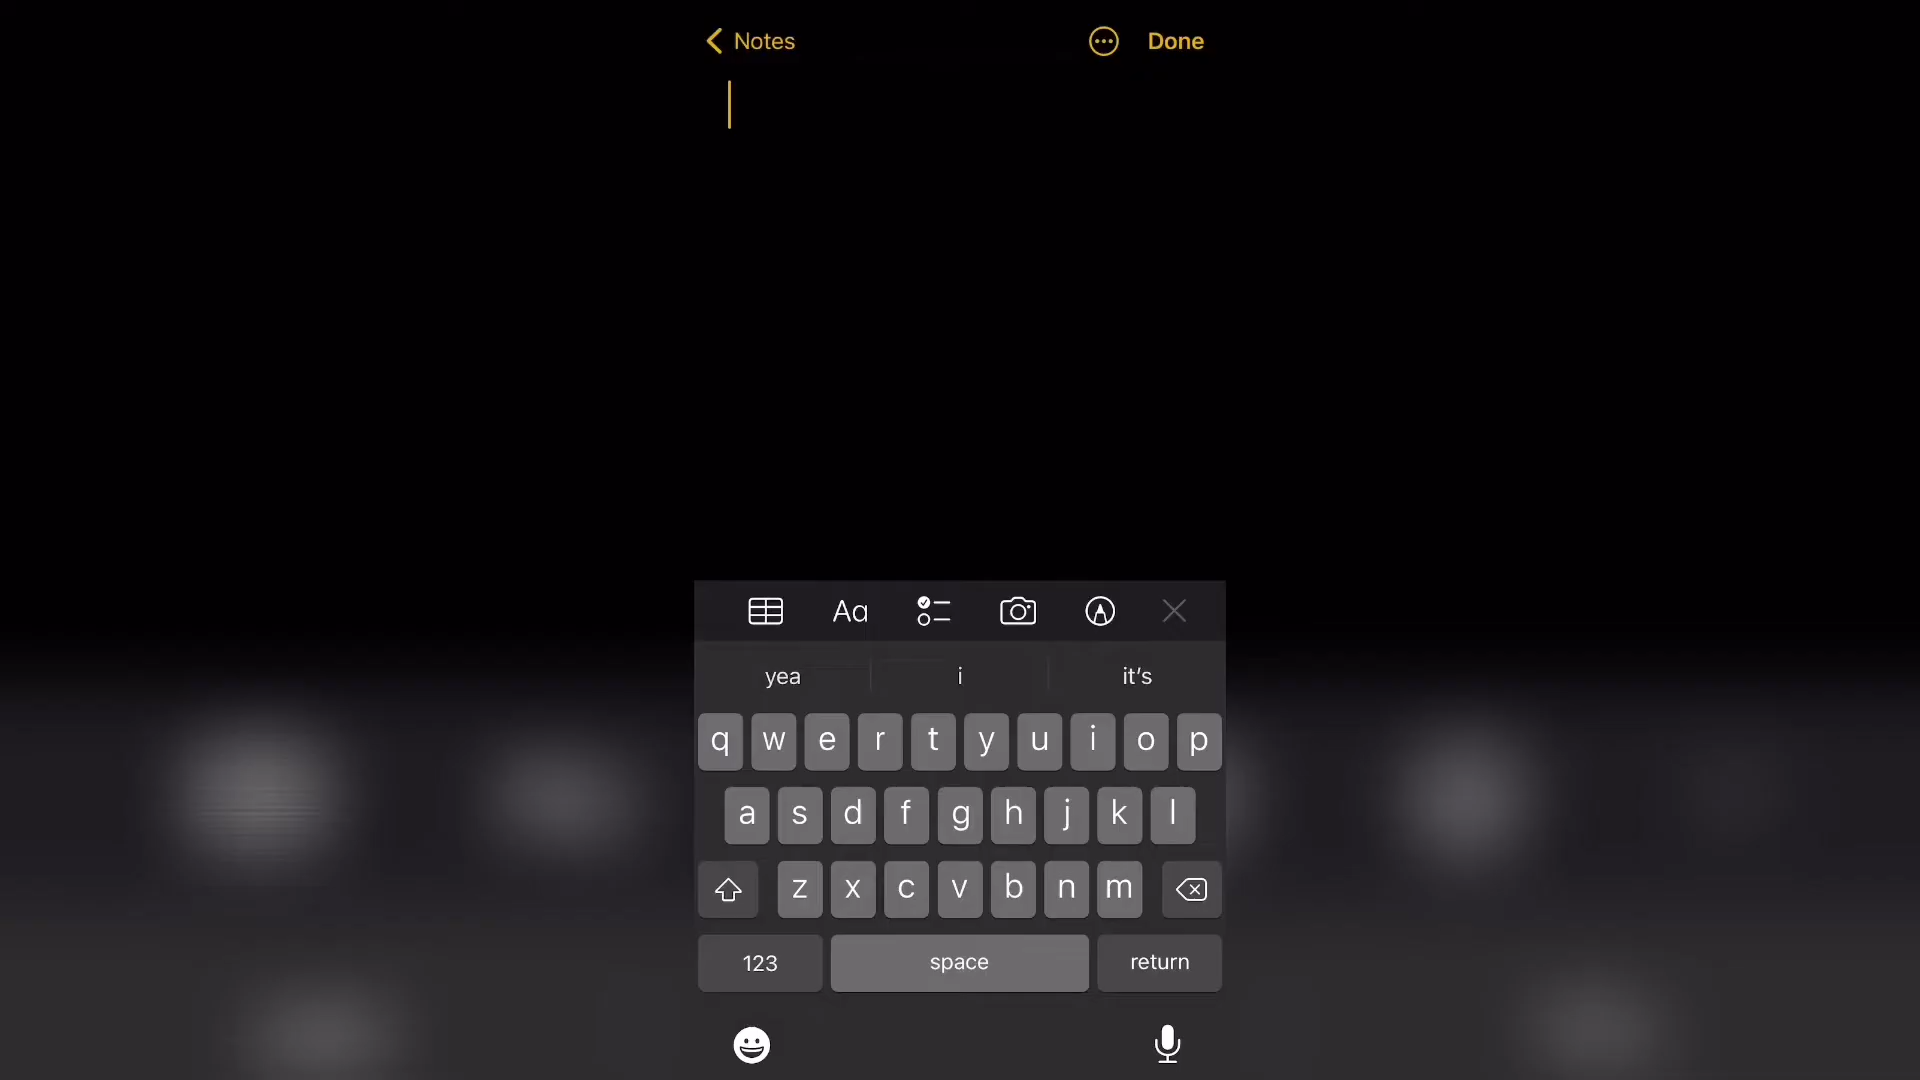 Notes Done
Aa
yea i it's
q w e r t y u i o p
a s d f g h j k l
z x c v b n m
123 space return